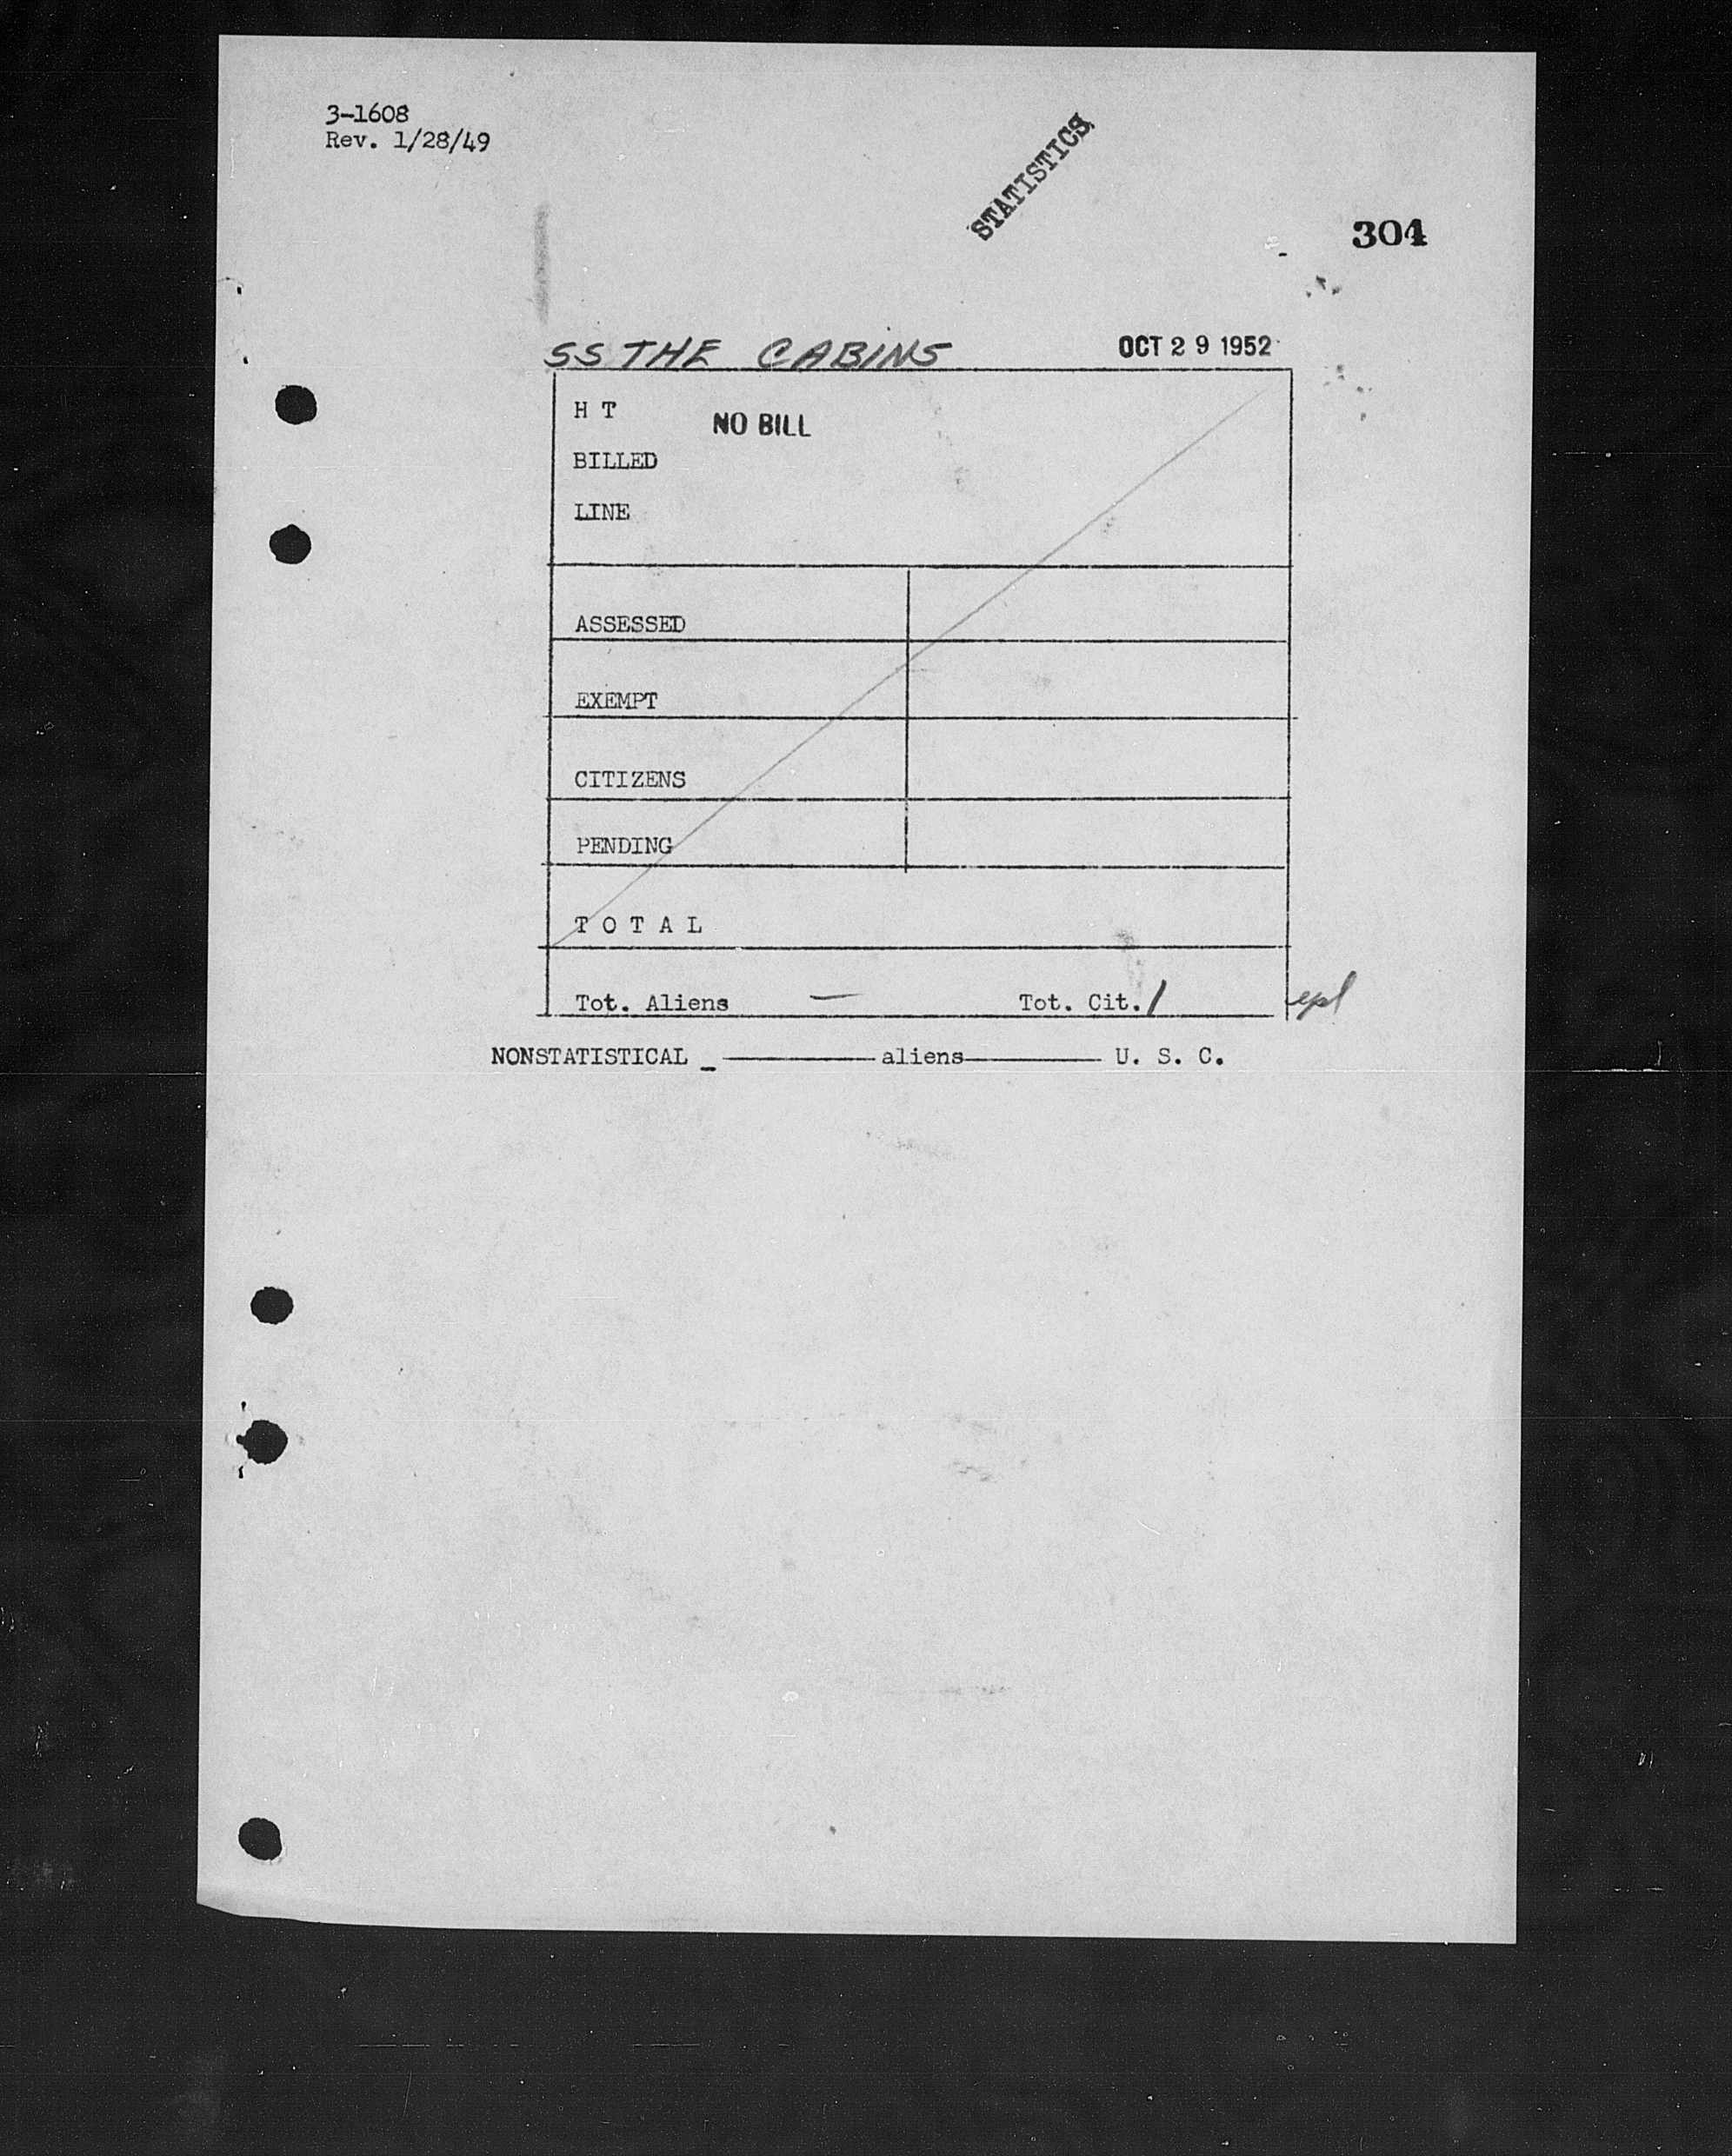 3-1608
Rev. 1/28/49
STATISTICS
304
SS THE CABINS OCT 29 1952
H T NO BILL
BILLED
LINE
ASSESSED
EXEMPT
CITIZENS
PENDING
T O T A L
Tot. Aliens — Tot. Cit. 1
NONSTATISTICAL aliens U. S. C.